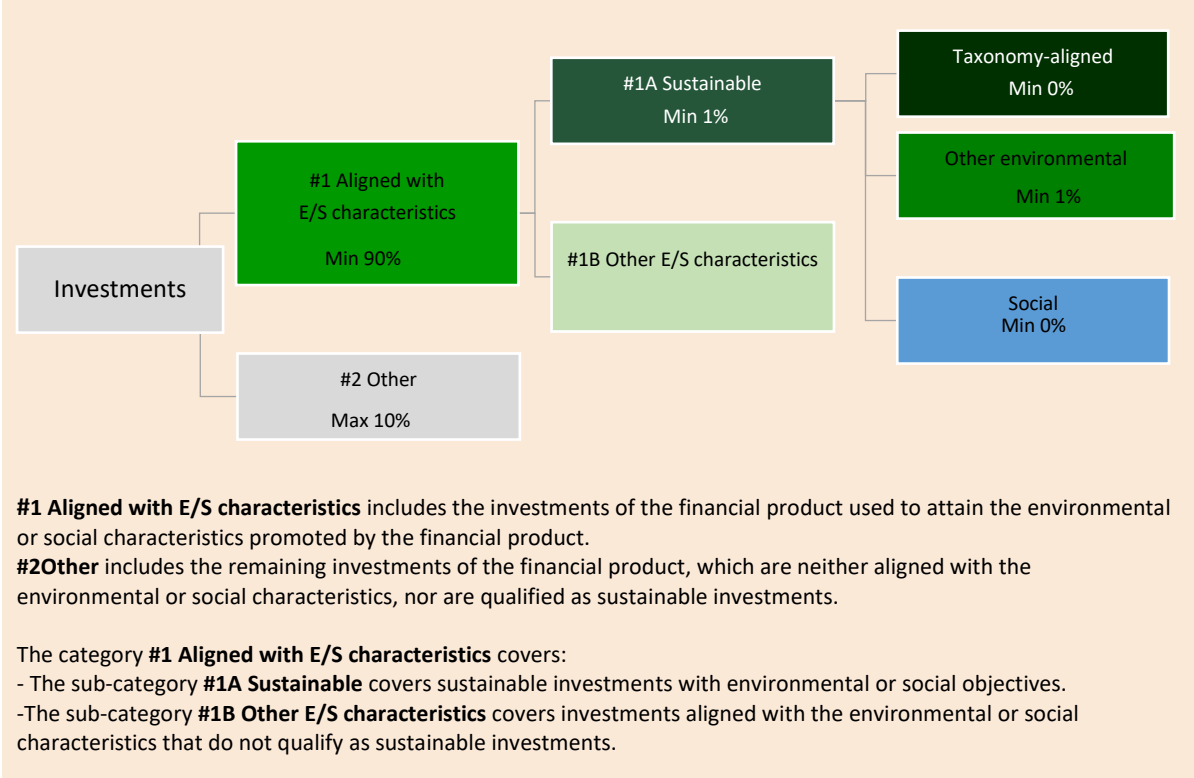 Investments
#1 Aligned with
E/S characteristics
Min 90%
#2 Other
Max 10%
#1A Sustainable
Min 1%
#1B Other E/S characteristics
Taxonomy-aligned
Min 0%
Other environmental
Min 1%
Social
Min 0%
#1 Aligned with E/S characteristics includes the investments of the financial product used to attain the environmental
or social characteristics promoted by the financial product.
#2Other includes the remaining investments of the financial product, which are neither aligned with the
environmental or social characteristics, nor are qualified as sustainable investments.
The category #1 Aligned with E/S characteristics covers:
- The sub-category #1A Sustainable covers sustainable investments with environmental or social objectives.
-The sub-category #1B Other E/S characteristics covers investments aligned with the environmental or social
characteristics that do not qualify as sustainable investments.